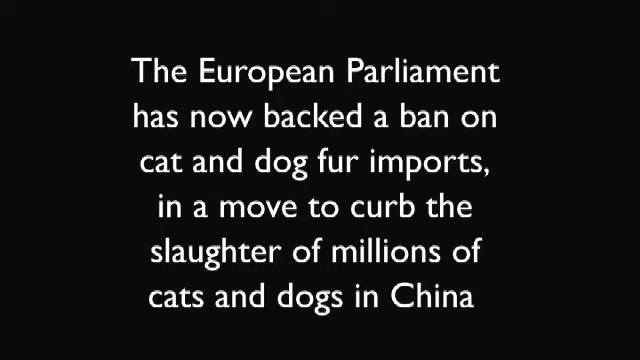 The European Parliament
has now backed a ban on
cat and dog fur imports,
in a move to curb the
slaughter of millions of
cats and dogs in China